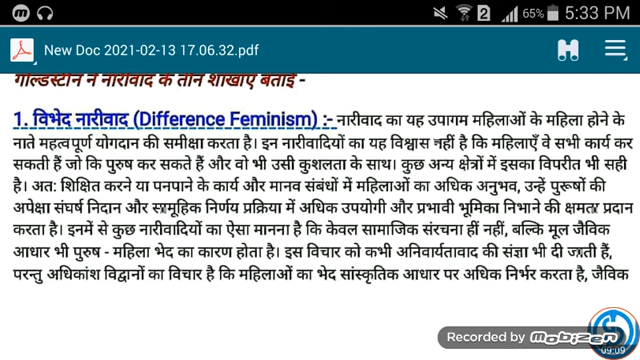 2 65% 5:33 PM
New Doc 2021-02-13 17.06.32.pdf
गोल्डस्टीन ने नारीवाद के तीन शाखाएं बताई -
1. विभेद नारीवाद (Difference Feminism) :- नारीवाद का यह उपागम महिलाओं के महिला होने के
नाते महत्वपूर्ण योगदान की समीक्षा करता है। इन नारीवादियों का यह विश्वास नहीं है कि महिलाएँ वे सभी कार्य कर
सकती हैं जो कि पुरुष कर सकते हैं और वो भी उसी कुशलता के साथ। कुछ अन्य क्षेत्रों में इसका विपरीत भी सही
है। अत: शिक्षित करने या पनपाने के कार्य और मानव संबंधों में महिलाओं का अधिक अनुभव, उन्हें पुरूषों की
अपेक्षा संघर्ष निदान और सामूहिक निर्णय प्रक्रिया में अधिक उपयोगी और प्रभावी भूमिका निभाने की क्षमता प्रदान
करता है। इनमें से कुछ नारीवादियों का ऐसा मानना है कि केवल सामाजिक संरचना हीं नहीं, बल्कि मूल जैविक
आधार भी पुरूष - महिला भेद का कारण होता है। इस विचार को कभी अनिवार्यतावाद की संज्ञा भी दी जाती हैं,
परन्तु अधिकांश विद्वानों का विचार है कि महिलाओं का भेद सांस्कृतिक आधार पर अधिक निर्भर करता है, जैविक
Recorded by Mobizen
09:09